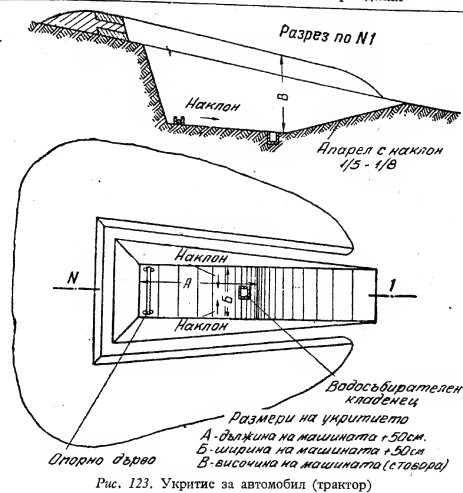 Разрез по N1
В
Наклон
Апарел с наклон
1/5 - 1/8
Наклон
N
А
Б
1
Наклон
Водосъбирателен
кладенец
Размери на укритието
А-дължина на машината +50см.
Б-ширина на машината +50см
В-височина на машината (с товара)
Опорно дърво
Рис. 123. Укритие за автомобил (трактор)